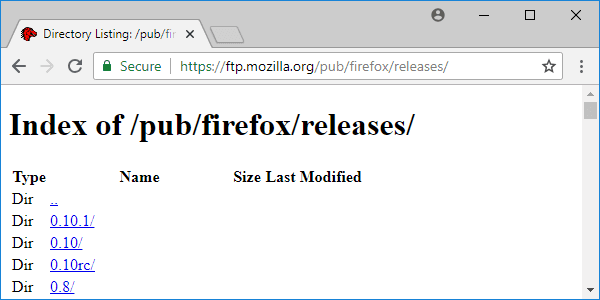 Directory Listing: /pub/fir
Secure https://ftp.mozilla.org/pub/firefox/releases/
Index of /pub/firefox/releases/
Type Name Size Last Modified
Dir ..
Dir 0.10.1/
Dir 0.10/
Dir 0.10rc/
Dir 0.8/